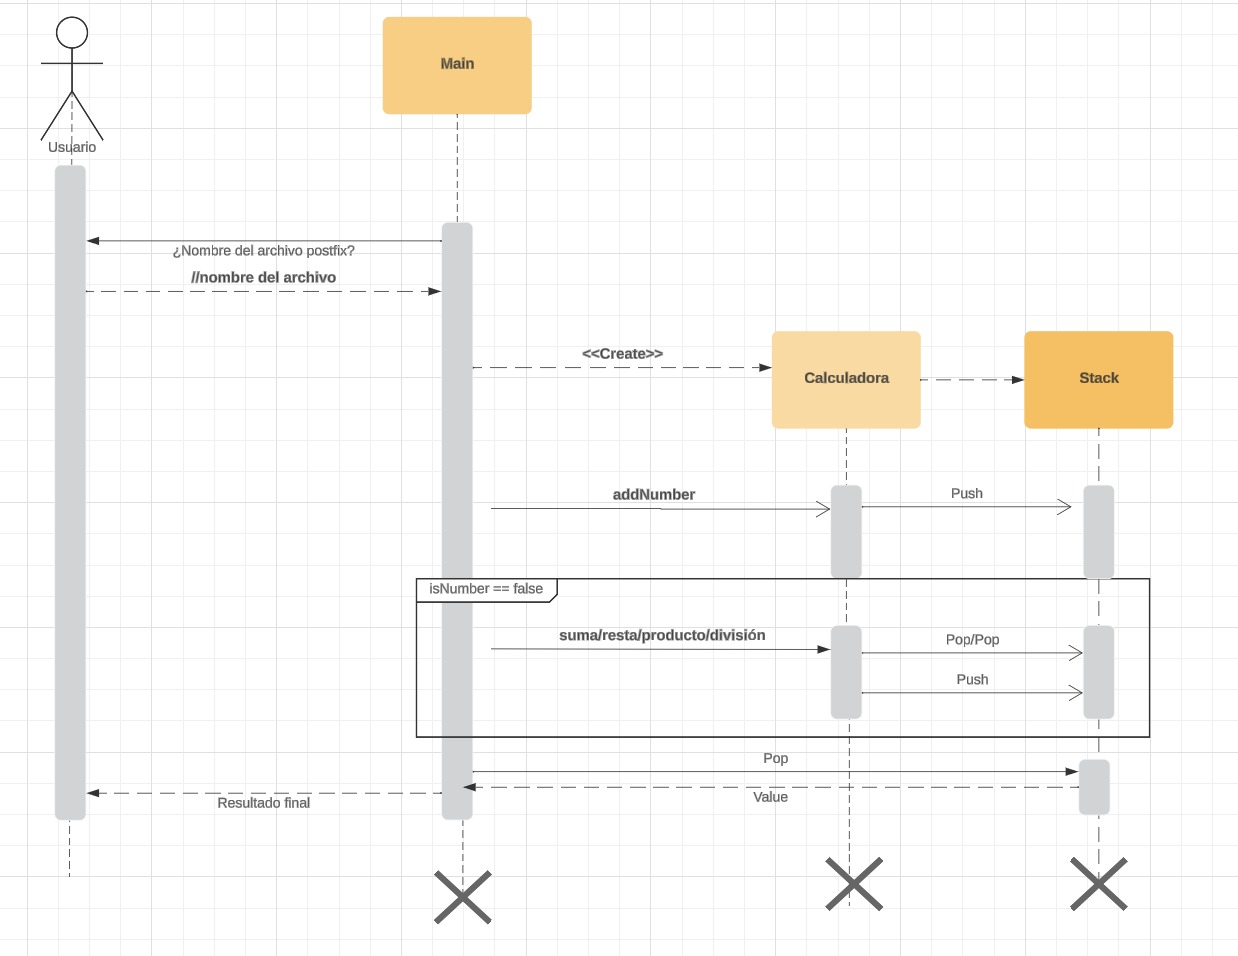 Main
Usuario
¿Nombre del archivo postfix?
//nombre del archivo
<<Create>>
Calculadora
Stack
addNumber
Push
isNumber == false
suma/resta/producto/división
Pop/Pop
Push
Pop
Value
Resultado final